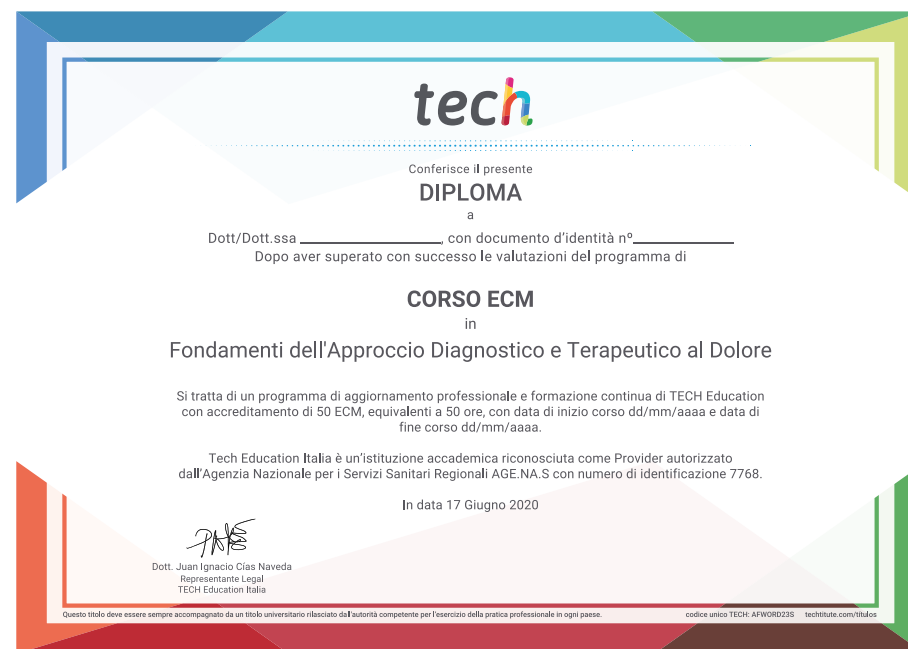 tech
Conferisce il presente
DIPLOMA
a
Dott/Dott.ssa ____________________, con documento d'identità nº______________
Dopo aver superato con successo le valutazioni del programma di
CORSO ECM
in
Fondamenti dell'Approccio Diagnostico e Terapeutico al Dolore
Si tratta di un programma di aggiornamento professionale e formazione continua di TECH Education
con accreditamento di 50 ECM, equivalenti a 50 ore, con data di inizio corso dd/mm/aaaa e data di
fine corso dd/mm/aaaa.
Tech Education Italia è un'istituzione accademica riconosciuta come Provider autorizzato
dall'Agenzia Nazionale per i Servizi Sanitari Regionali AGE.NA.S con numero di identificazione 7768.
In data 17 Giugno 2020
Dott. Juan Ignacio Cías Naveda
Representante Legal
TECH Education Italia
Questo titolo deve essere sempre accompagnato da un titolo universitario rilasciato dall'autorità competente per l'esercizio della pratica professionale in ogni paese.
codice unico TECH: AFWORD23S techtitute.com/titulos